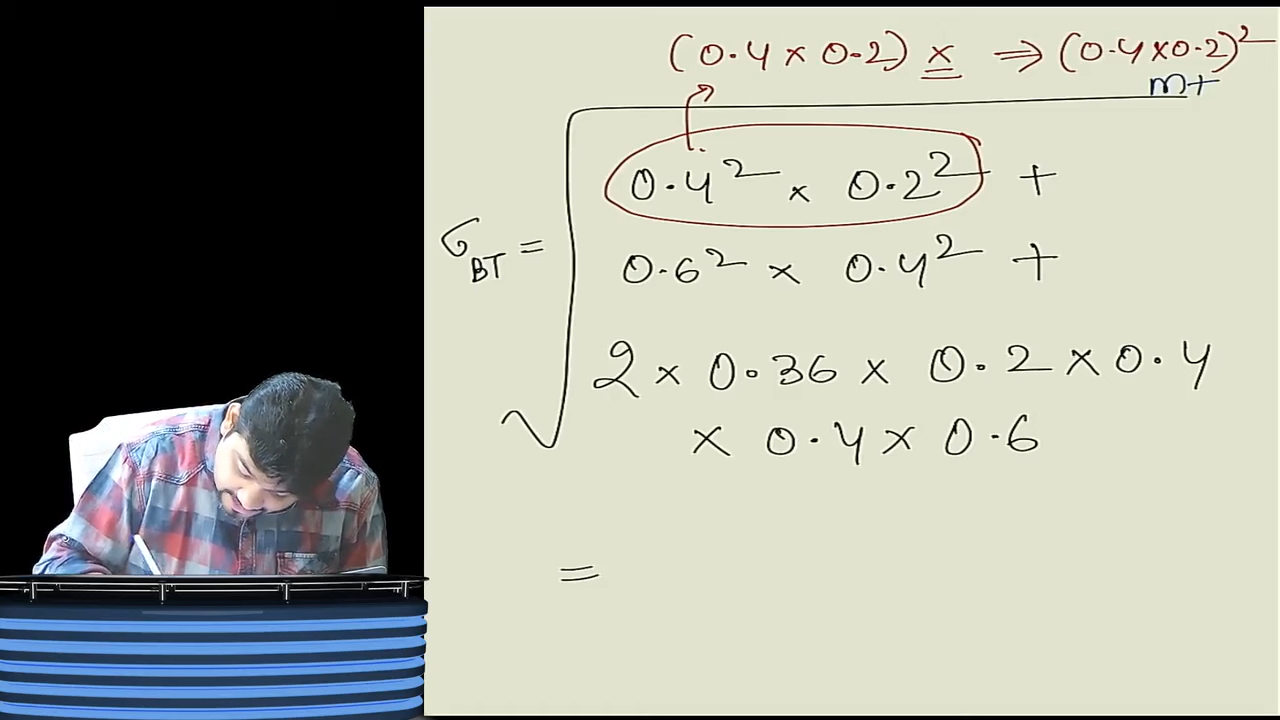 (0.4 × 0.2) × ⇒ (0.4×0.2)²
m+
0.4² × 0.2² +
σBT = √ 0.6² × 0.4² +
2 × 0.36 × 0.2 × 0.4
× 0.4 × 0.6
=